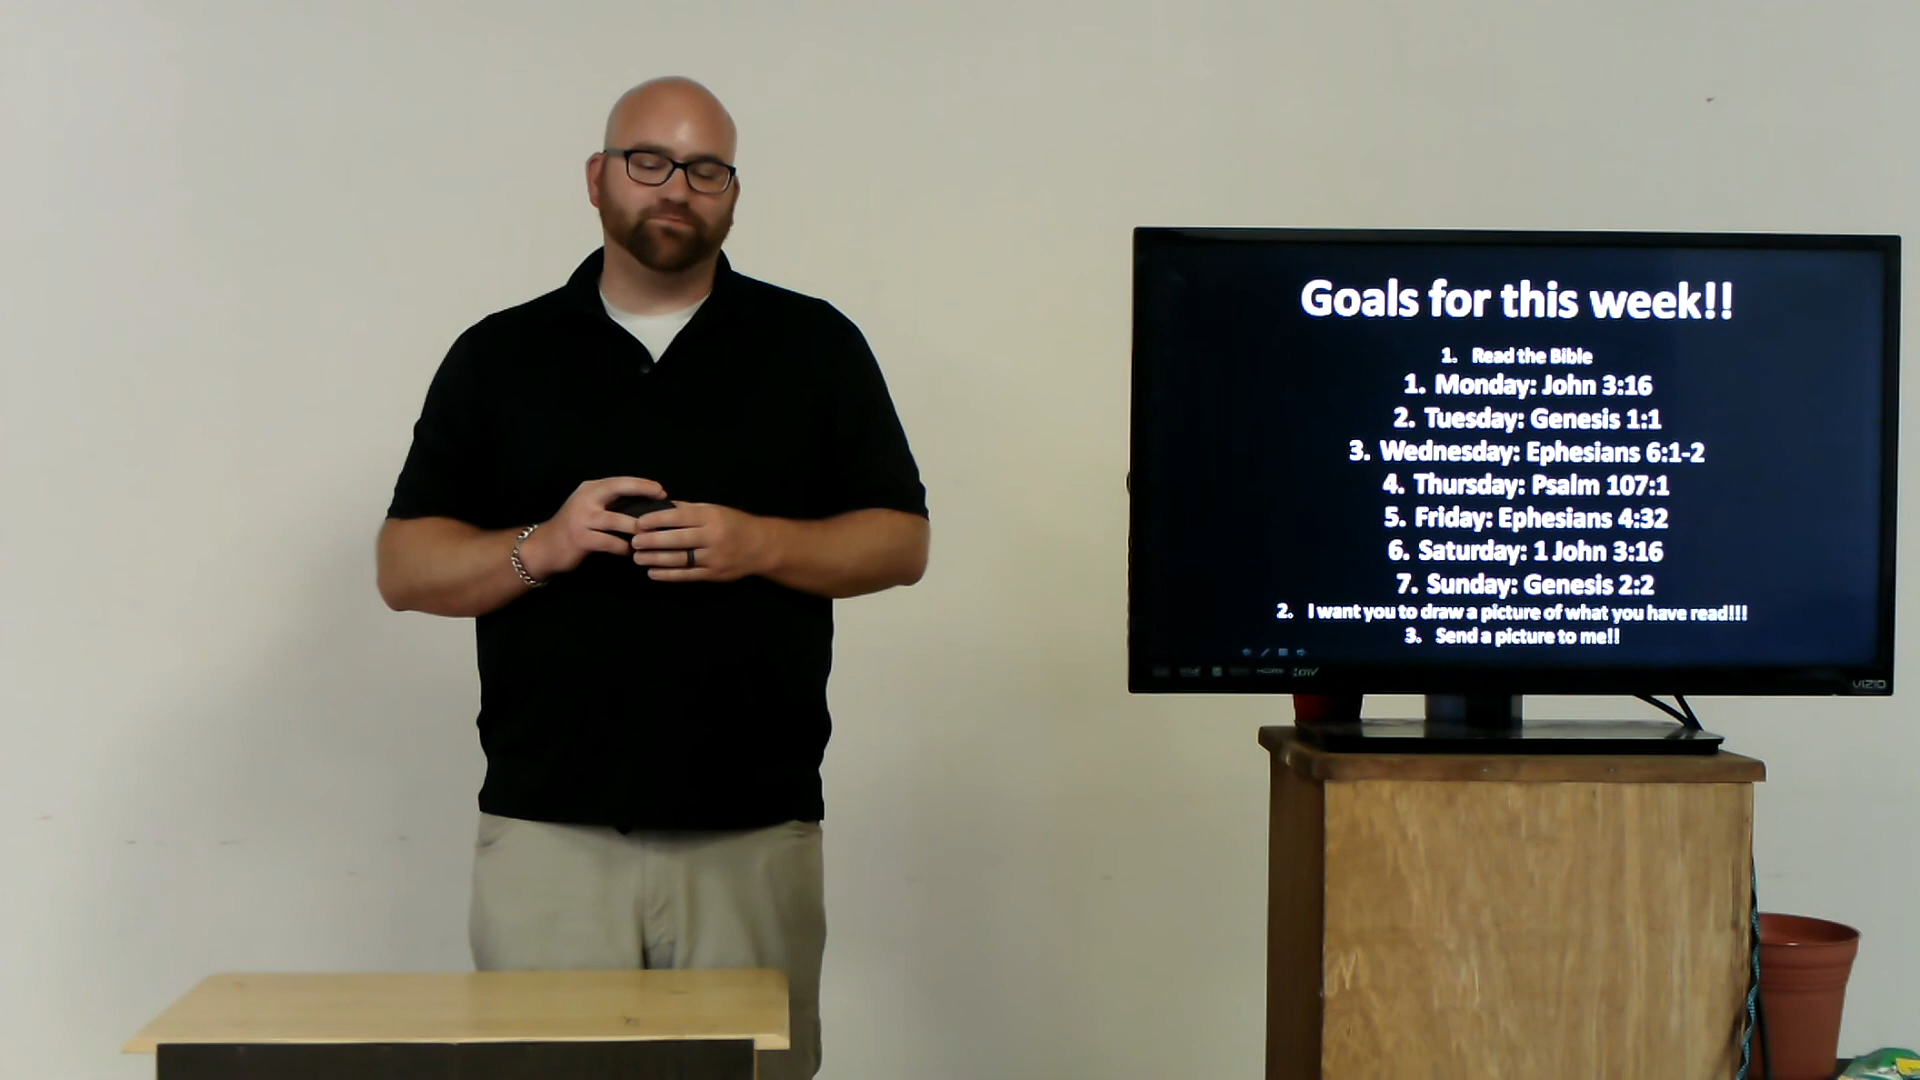 Goals for this week!!
1. Read the Bible
1. Monday: John 3:16
2. Tuesday: Genesis 1:1
3. Wednesday: Ephesians 6:1-2
4. Thursday: Psalm 107:1
5. Friday: Ephesians 4:32
6. Saturday: 1 John 3:16
7. Sunday: Genesis 2:2
2. I want you to draw a picture of what you have read!!!
3. Send a picture to me!!
VIZIO